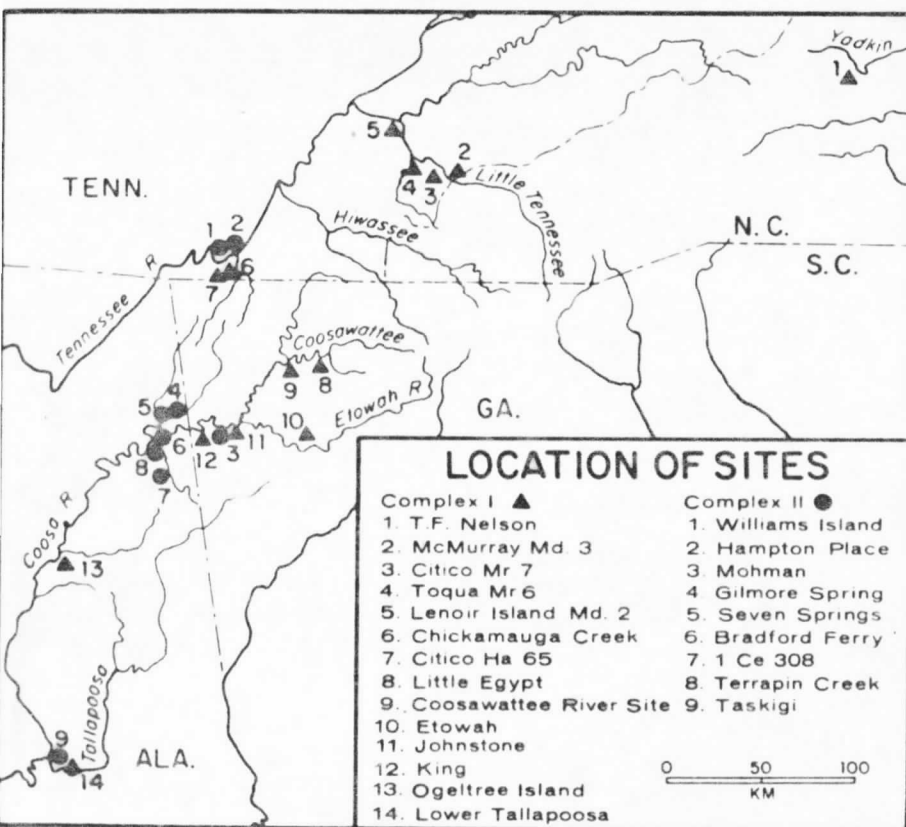 Yadkin
1
5
2
4
3
Little Tennessee
TENN.
Hiwassee
N.C.
S.C.
1 2
7 6
Tennessee R
Coosawattee
9 8
Etowah R
GA.
5 4
6
8
7
12 3 11
10
Coosa R
13
Tallapoosa
9
14
ALA.
LOCATION OF SITES
Complex I ▲
1. T.F. Nelson
2. McMurray Md. 3
3. Citico Mr 7
4. Toqua Mr 6
5. Lenoir Island Md. 2
6. Chickamauga Creek
7. Citico Ha 65
8. Little Egypt
9. Coosawattee River Site
10. Etowah
11. Johnstone
12. King
13. Ogeltree Island
14. Lower Tallapoosa
Complex II ●
1. Williams Island
2. Hampton Place
3. Mohman
4. Gilmore Spring
5. Seven Springs
6. Bradford Ferry
7. 1 Ce 308
8. Terrapin Creek
9. Taskigi
0 50 100
KM